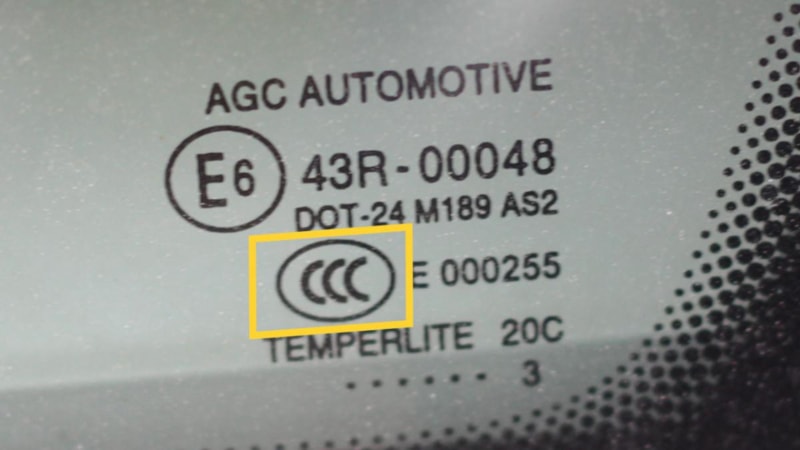 AGC AUTOMOTIVE
E6 43R-00048
DOT-24 M189 AS2
CCC E 000255
TEMPERLITE 20C
. . . . . . 3